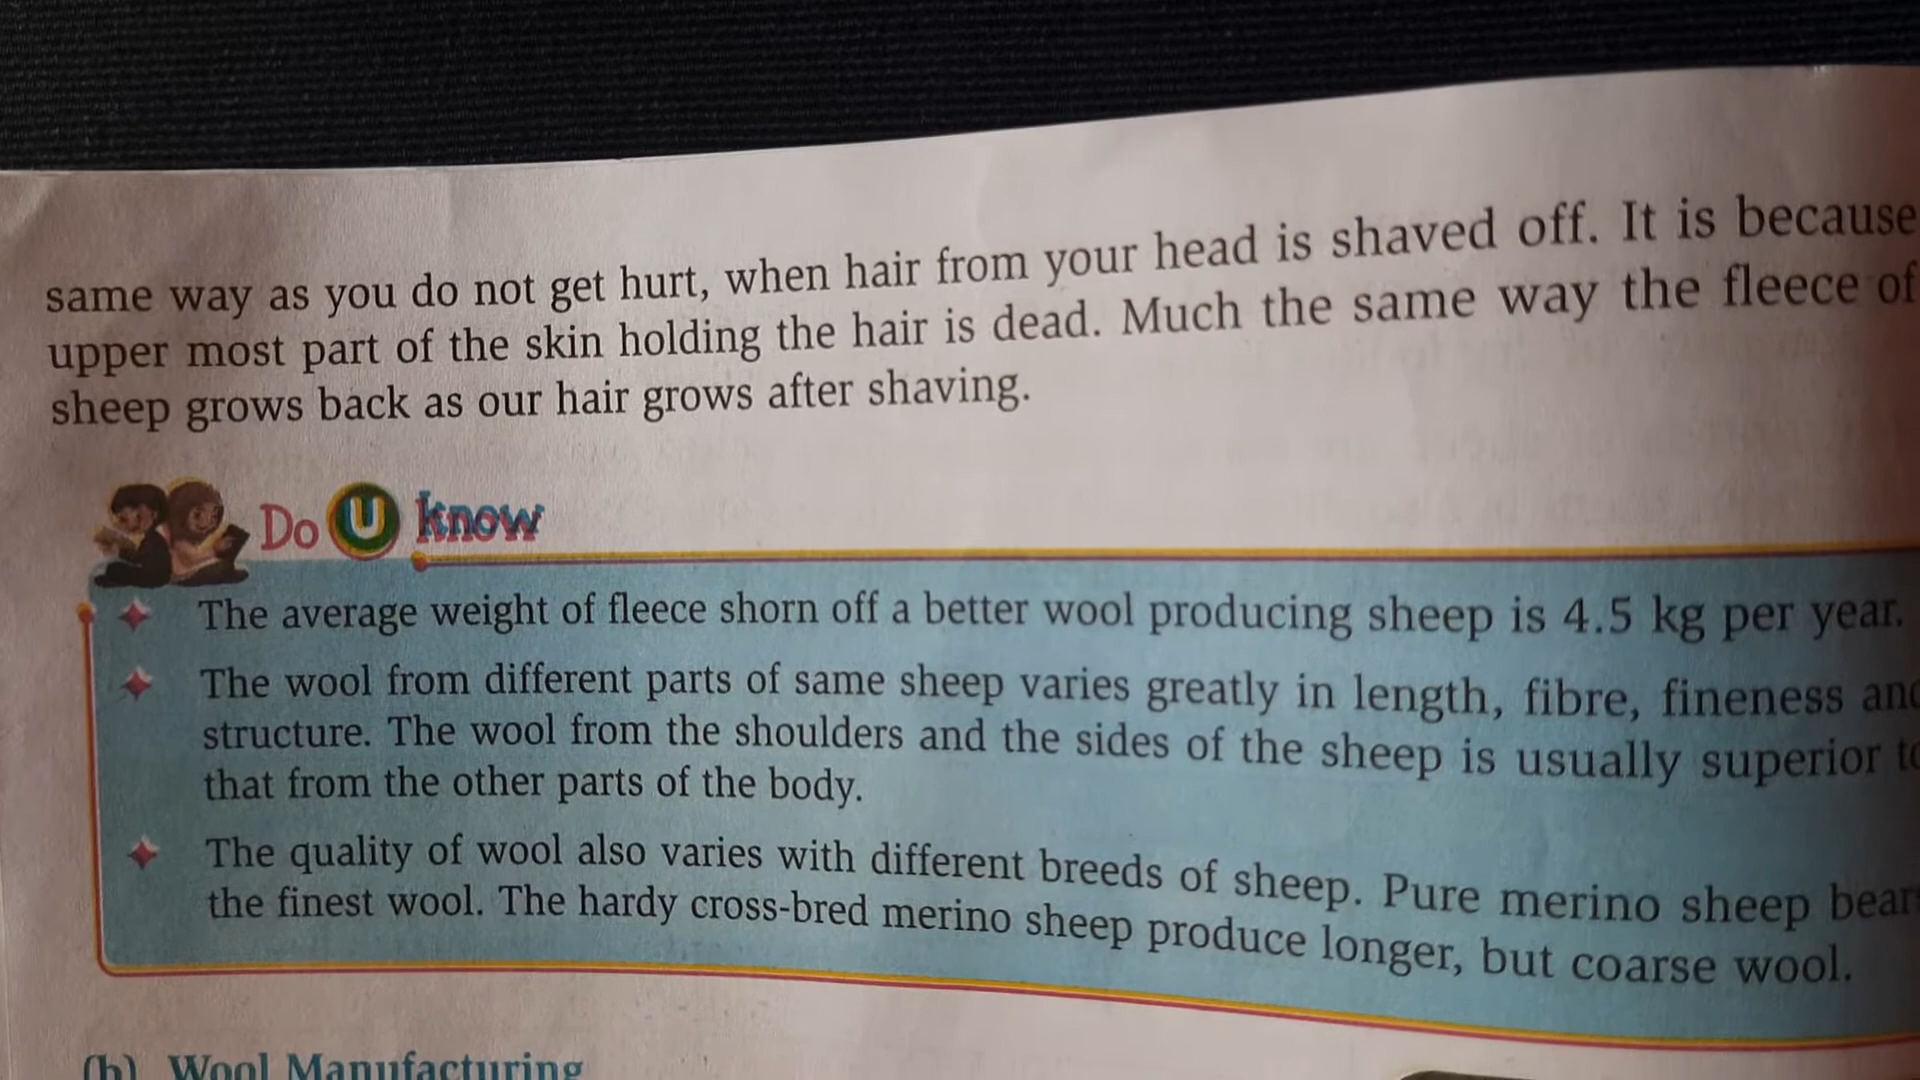 same way as you do not get hurt, when hair from your head is shaved off. It is because
upper most part of the skin holding the hair is dead. Much the same way the fleece of
sheep grows back as our hair grows after shaving.
Do U know
The average weight of fleece shorn off a better wool producing sheep is 4.5 kg per year.
The wool from different parts of same sheep varies greatly in length, fibre, fineness and
structure. The wool from the shoulders and the sides of the sheep is usually superior to
that from the other parts of the body.
The quality of wool also varies with different breeds of sheep. Pure merino sheep bear
the finest wool. The hardy cross-bred merino sheep produce longer, but coarse wool.
(b) Wool Manufacturing